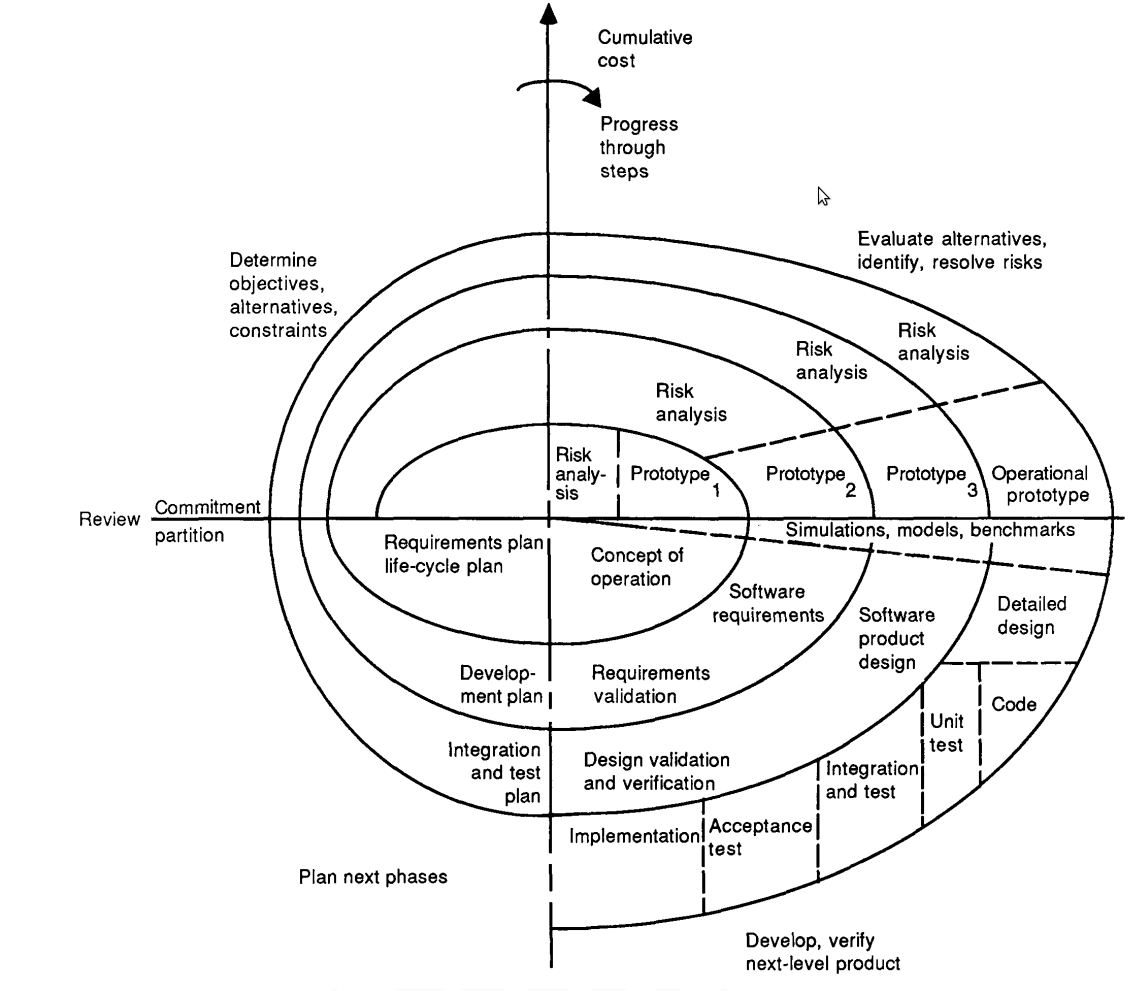 Cumulative
cost
Progress
through
steps
Determine
objectives,
alternatives,
constraints
Evaluate alternatives,
identify, resolve risks
Risk
analysis
Risk
analysis
Risk
analysis
Risk
analy-
sis
Prototype 1
Prototype 2
Prototype 3
Operational
prototype
Review
Commitment
partition
Simulations, models, benchmarks
Requirements plan
life-cycle plan
Concept of
operation
Software
requirements
Software
product
design
Detailed
design
Develop-
ment plan
Requirements
validation
Code
Unit
test
Integration
and test
plan
Design validation
and verification
Integration
and test
Acceptance
test
Implementation
Plan next phases
Develop, verify
next-level product